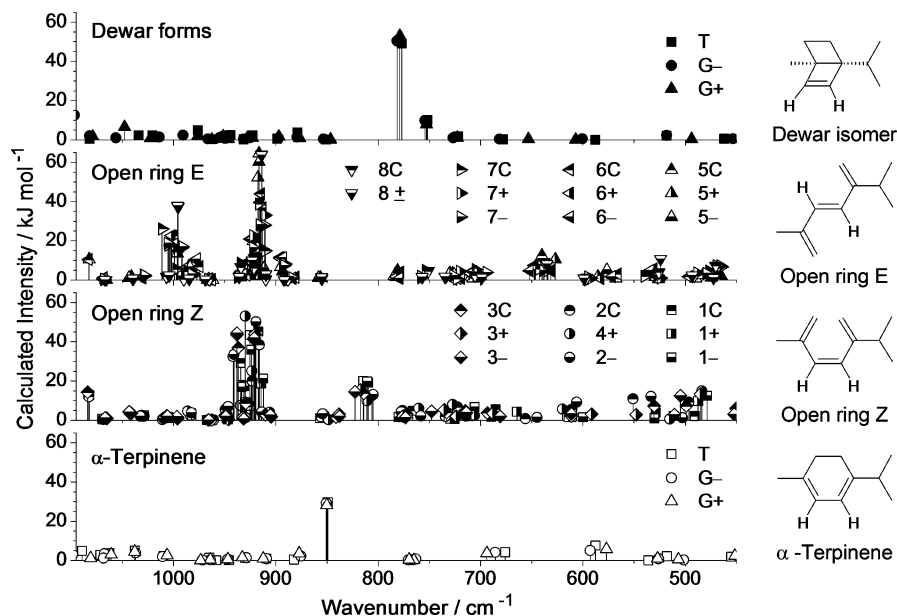 Calculated Intensity / kJ mol⁻¹
Dewar forms
60
40
20
0
T
G–
G+
H H
Dewar isomer
Open ring E
60
40
20
0
8C 7C 6C 5C
8 ± 7+ 6+ 5+
7– 6– 5–
H
H
Open ring E
Open ring Z
60
40
20
0
3C 2C 1C
3+ 4+ 1+
3– 2– 1–
H H
Open ring Z
α-Terpinene
60
40
20
0
T
G–
G+
H H
α -Terpinene
1000 900 800 700 600 500
Wavenumber / cm⁻¹